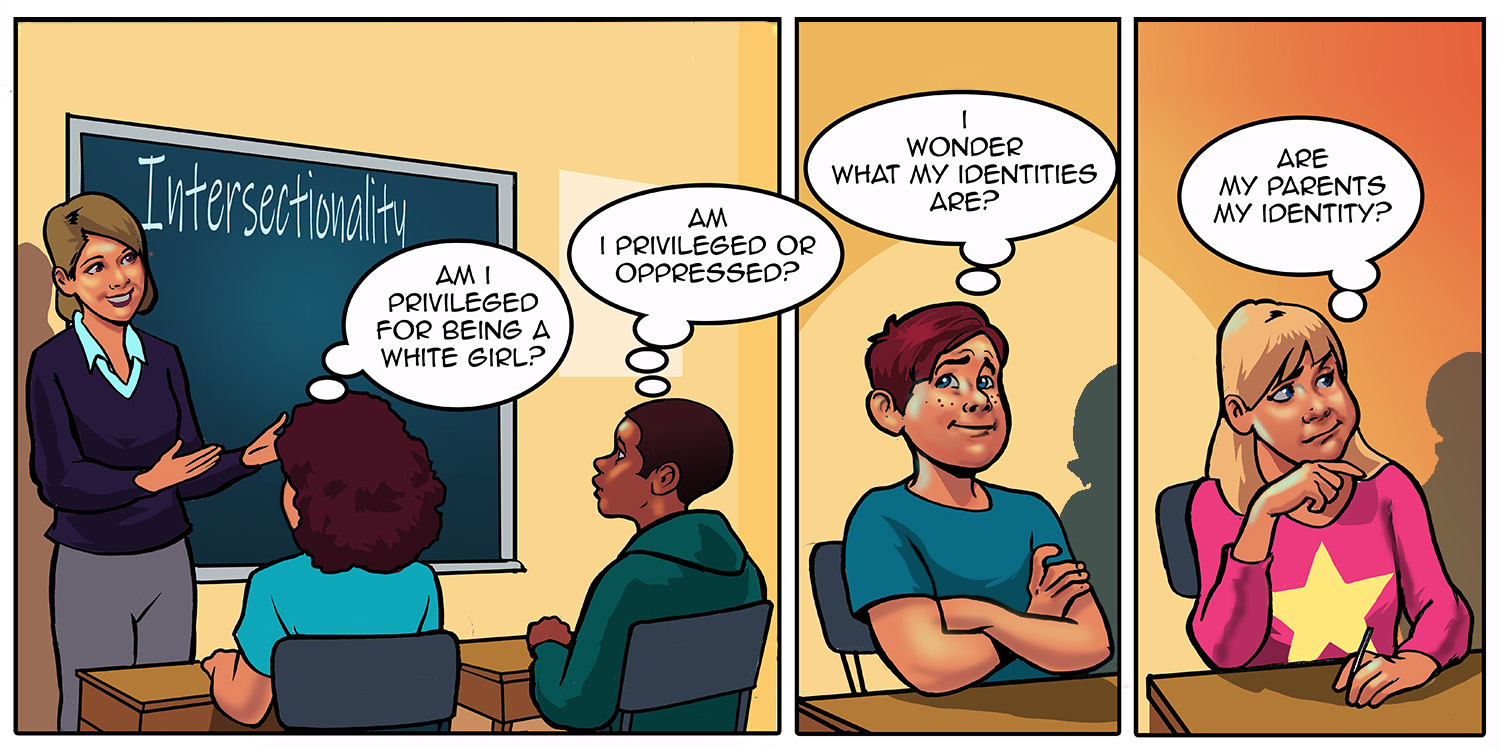 Intersectionality
AM I
PRIVILEGED
FOR BEING A
WHITE GIRL?
AM
I PRIVILEGED OR
OPPRESSED?
I
WONDER
WHAT MY IDENTITIES
ARE?
ARE
MY PARENTS
MY IDENTITY?